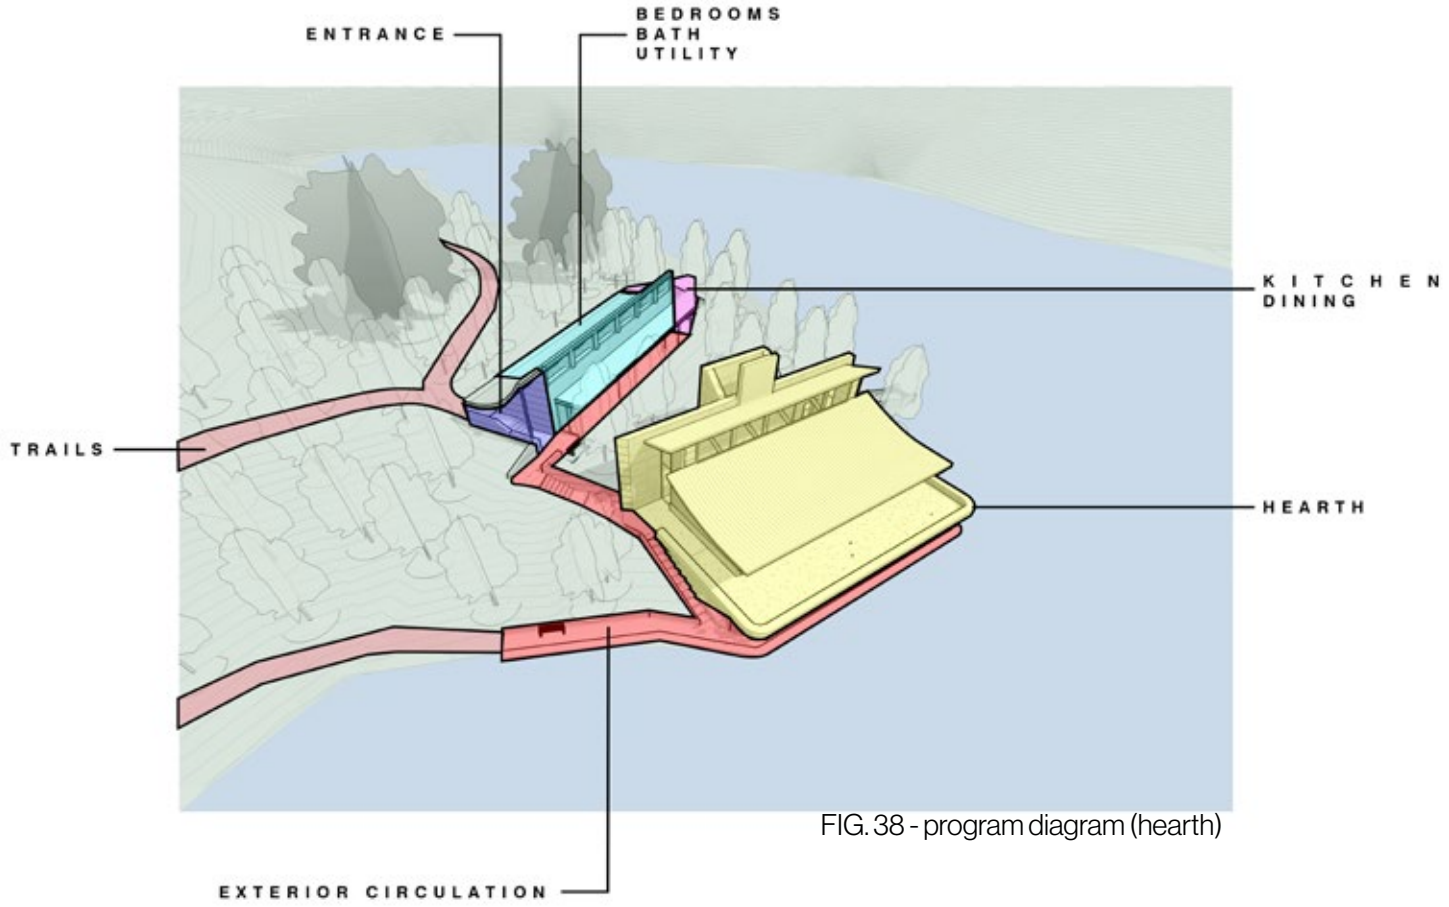 ENTRANCE
BEDROOMS
BATH
UTILITY
KITCHEN
DINING
TRAILS
HEARTH
FIG. 38 - program diagram (hearth)
EXTERIOR CIRCULATION